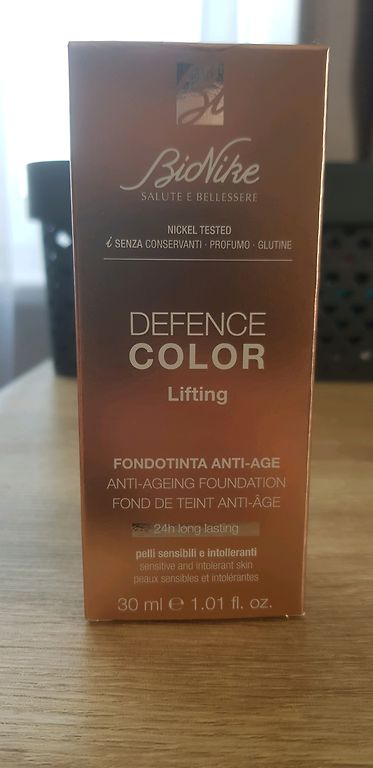 BioNike
SALUTE E BELLESSERE
NICKEL TESTED
i SENZA CONSERVANTI · PROFUMO · GLUTINE
DEFENCE
COLOR
Lifting
FONDOTINTA ANTI-AGE
ANTI-AGEING FOUNDATION
FOND DE TEINT ANTI-ÂGE
24h long lasting
pelli sensibili e intolleranti
sensitive and intolerant skin
peaux sensibles et intolérantes
30 ml ℮ 1.01 fl. oz.